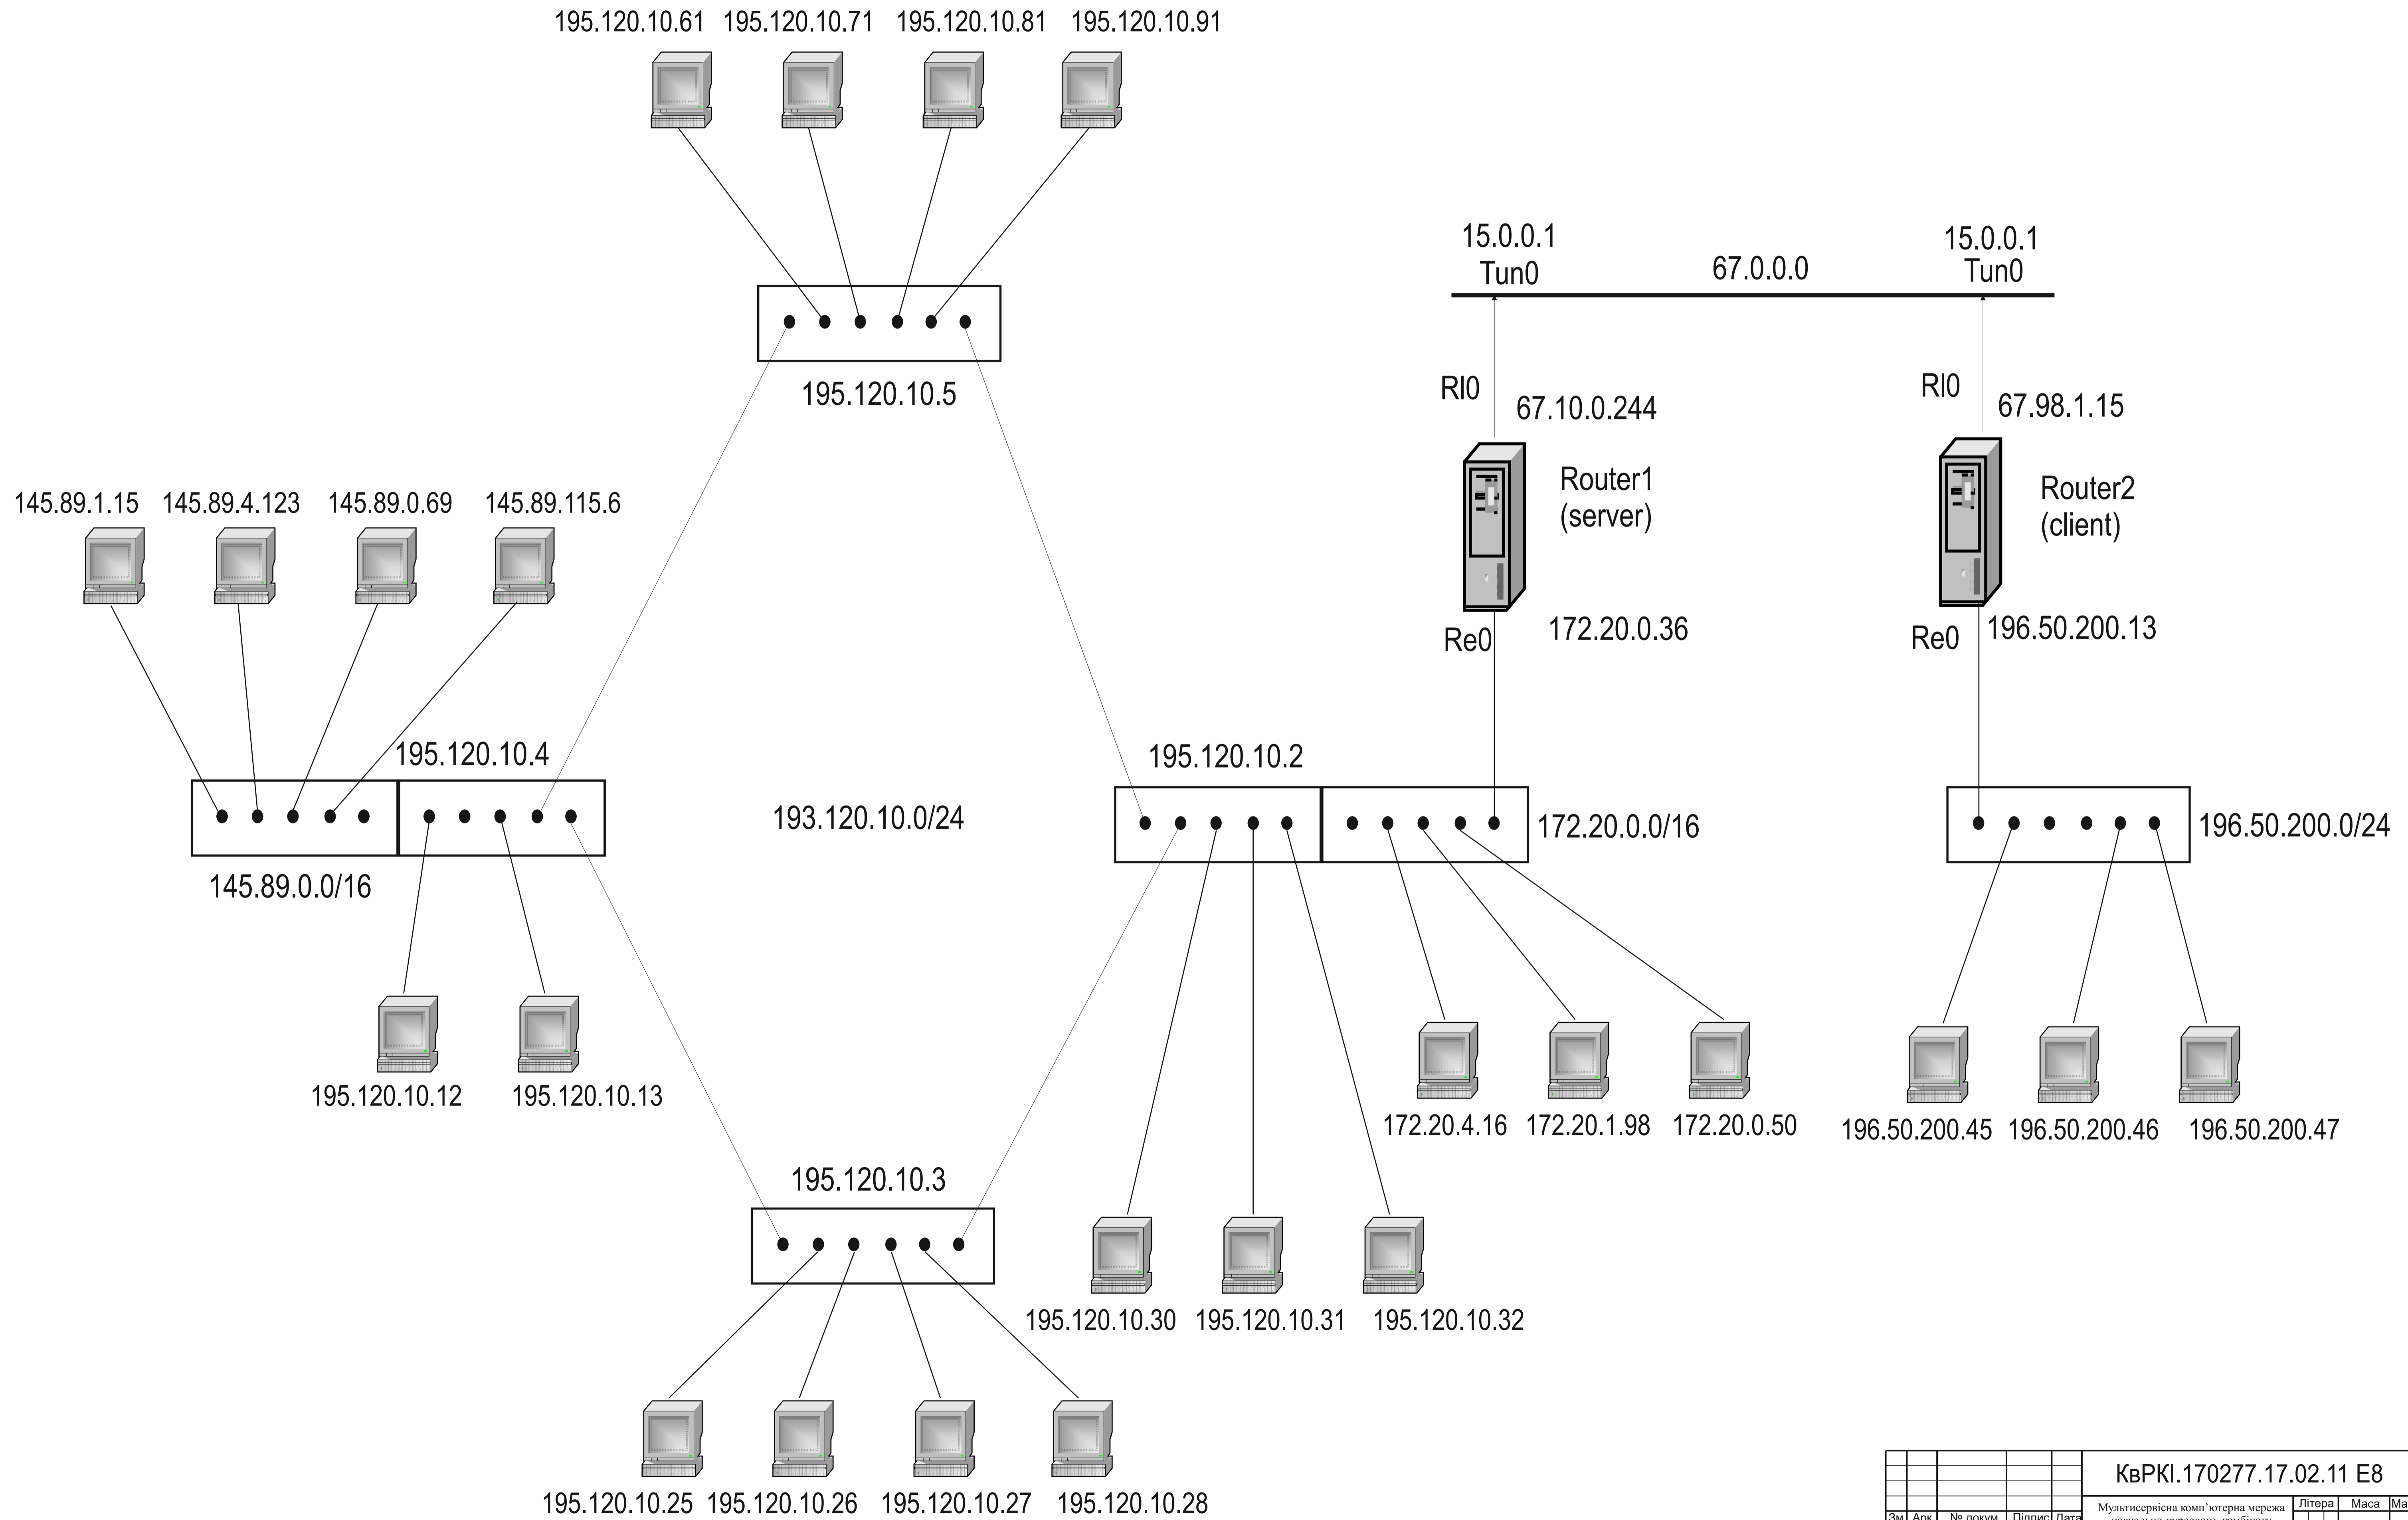 195.120.10.61 195.120.10.71 195.120.10.81 195.120.10.91
195.120.10.5
15.0.0.1
Tun0
67.0.0.0
15.0.0.1
Tun0
Rl0
67.10.0.244
Rl0
67.98.1.15
Router1
(server)
Router2
(client)
145.89.1.15 145.89.4.123 145.89.0.69 145.89.115.6
Re0
172.20.0.36
Re0
196.50.200.13
195.120.10.4
195.120.10.2
193.120.10.0/24
172.20.0.0/16
196.50.200.0/24
145.89.0.0/16
195.120.10.12 195.120.10.13
172.20.4.16 172.20.1.98 172.20.0.50
196.50.200.45 196.50.200.46 196.50.200.47
195.120.10.3
195.120.10.30 195.120.10.31 195.120.10.32
195.120.10.25 195.120.10.26 195.120.10.27 195.120.10.28
КвРКІ.170277.17.02.11 Е8
Мультисервісна комп’ютерна мережа
Літера Маса
Зм Арк № докум Підпис Дата